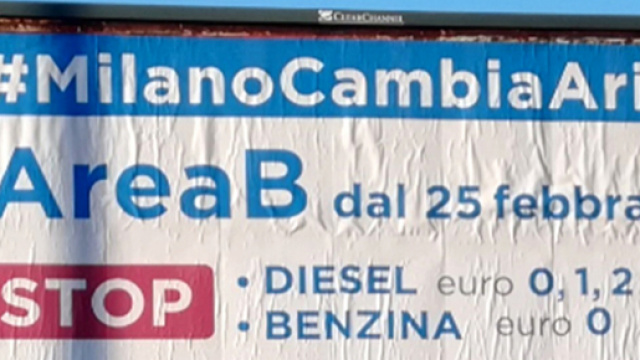 CLEARCHANNEL
#MilanoCambiaAri
AreaB dal 25 febbra
STOP
• DIESEL euro 0, 1, 2
• BENZINA euro 0